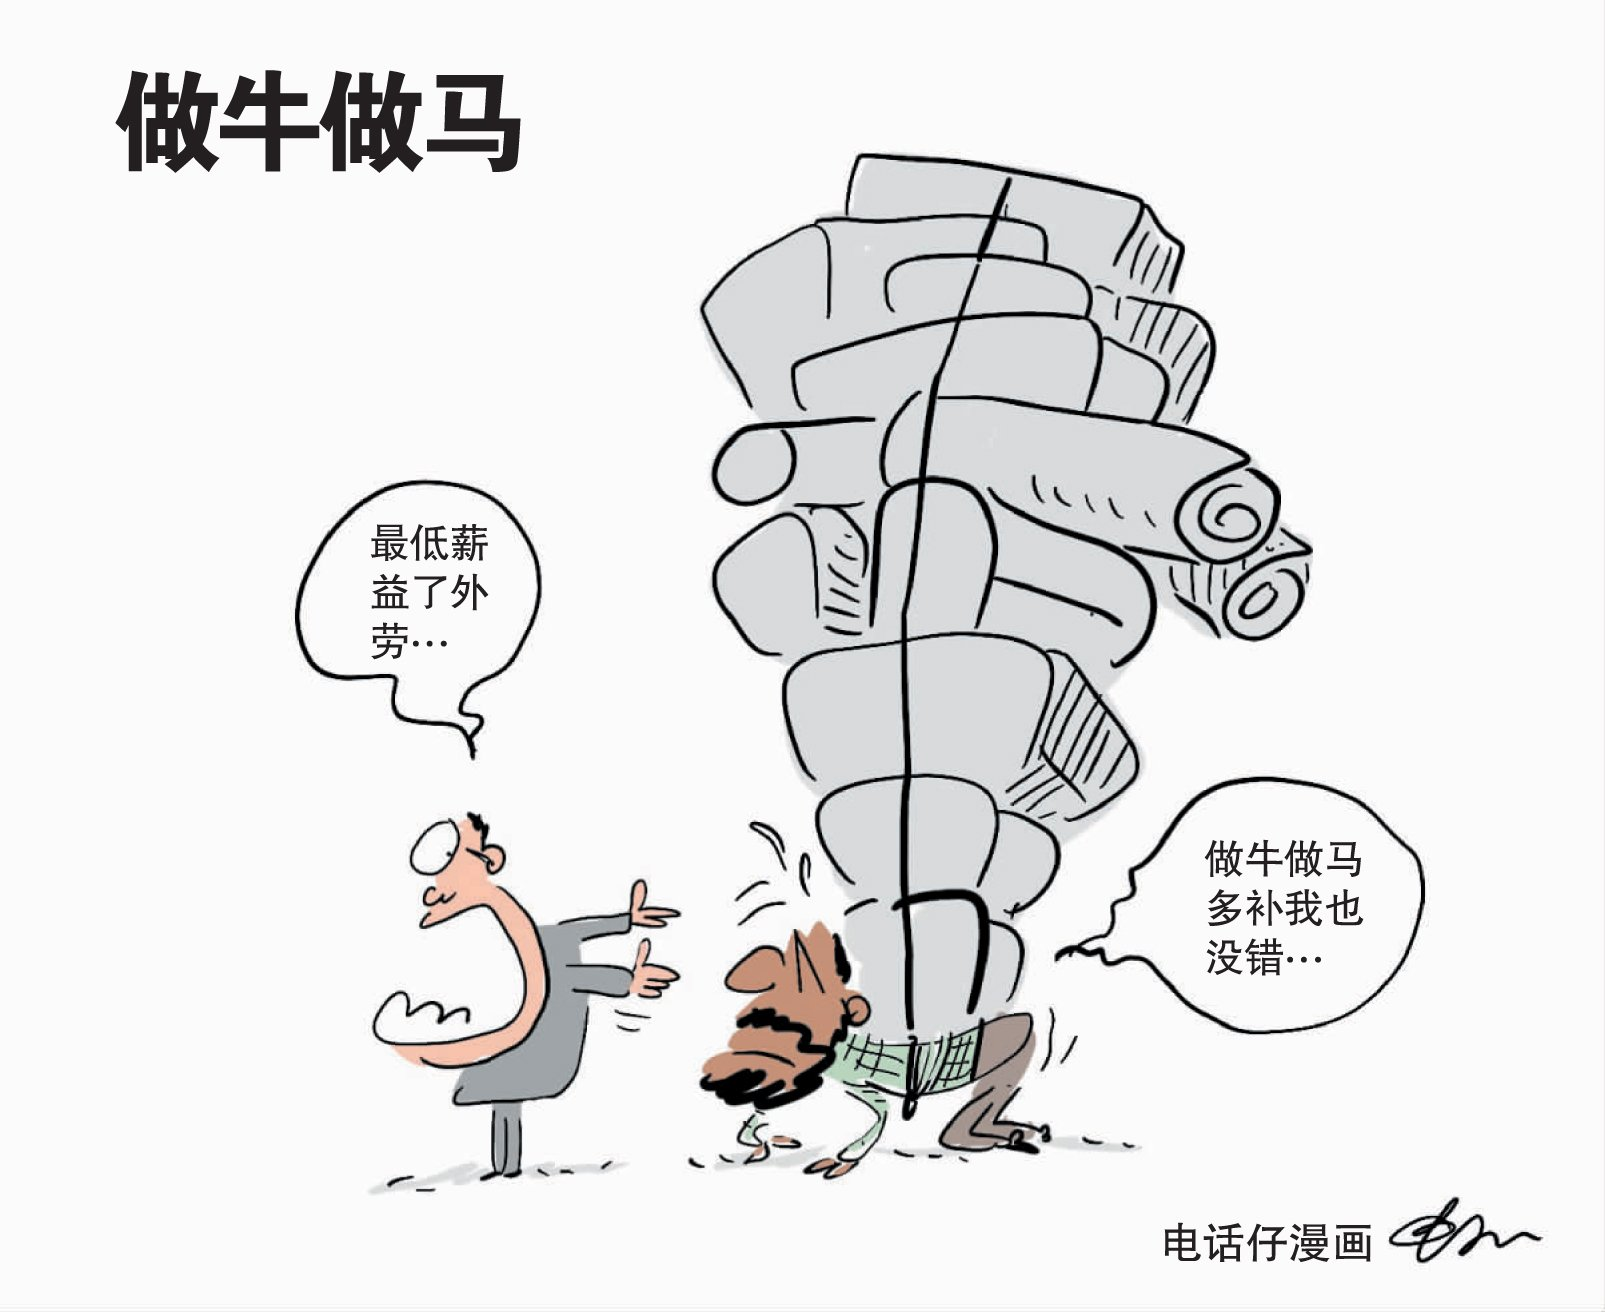 做牛做马
最低薪
益了外
劳…
做牛做马
多补我也
没错…
电话仔漫画